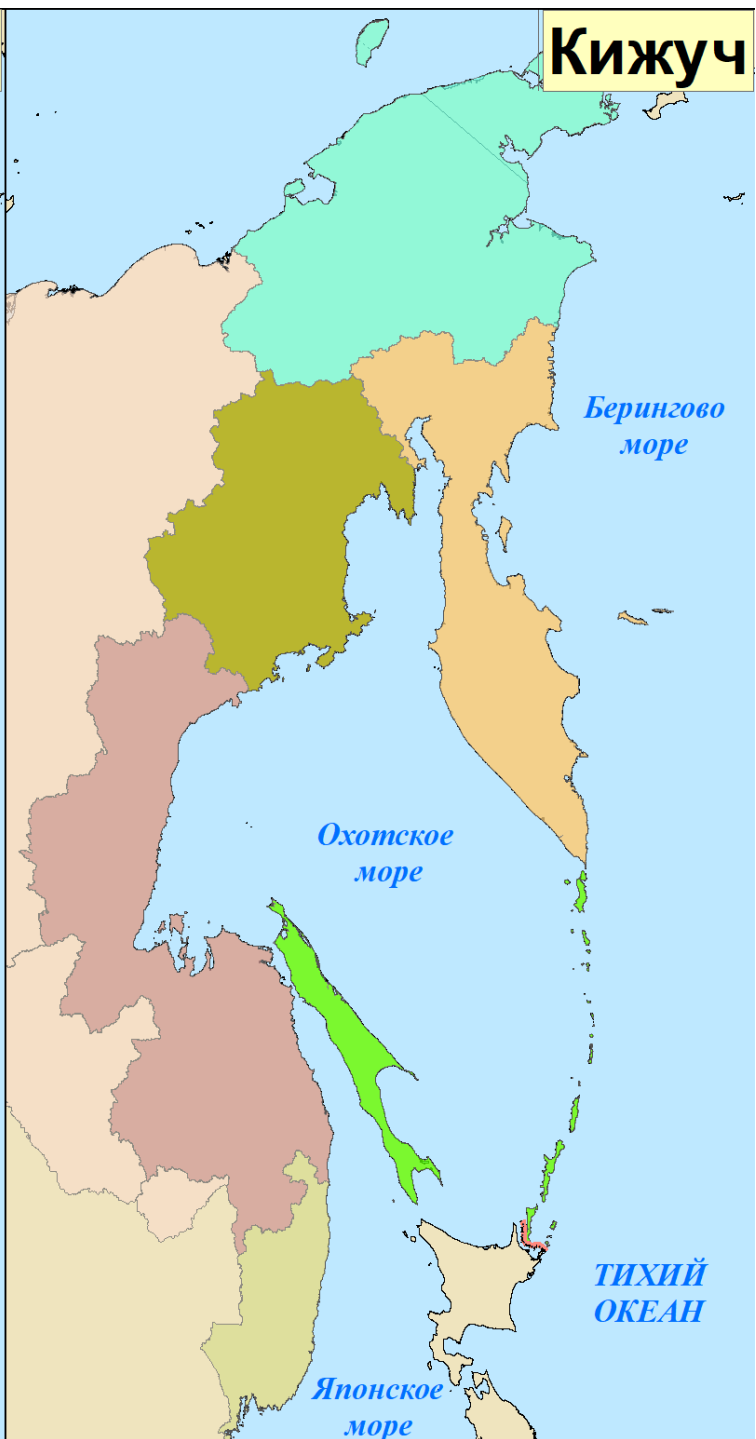 Кижуч
Берингово
море
Охотское
море
ТИХИЙ
ОКЕАН
Японское
море